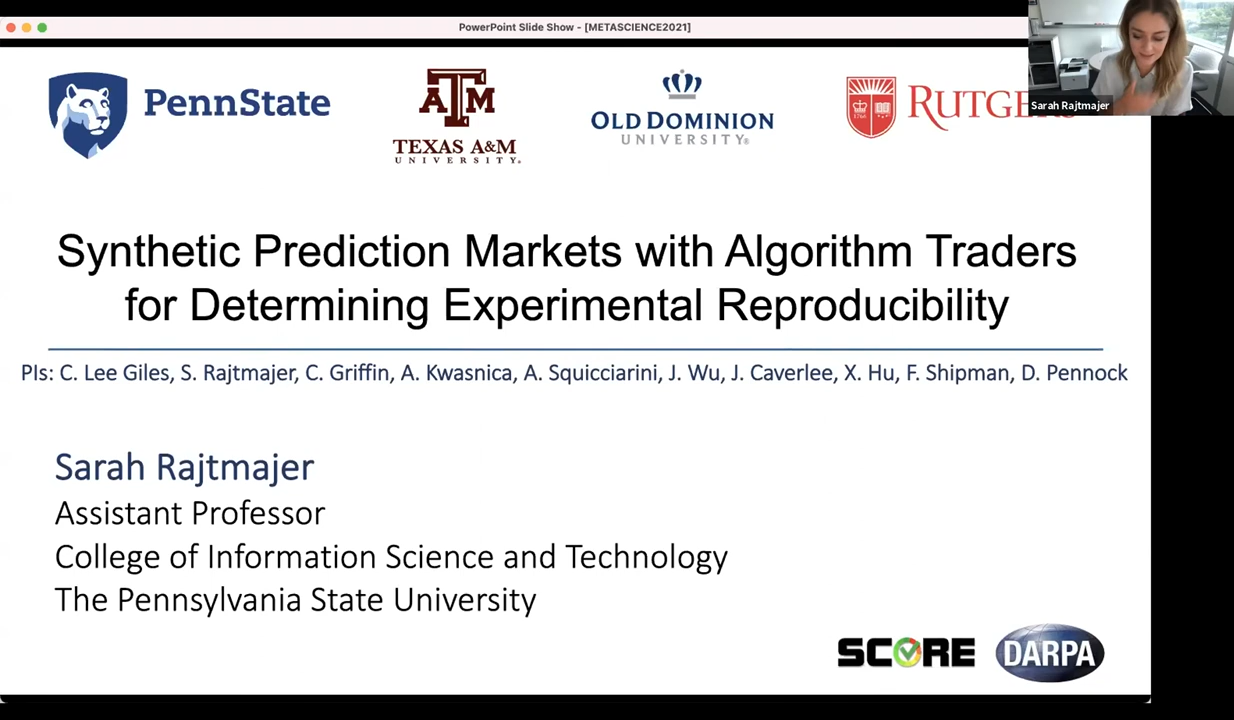 PowerPoint Slide Show - [METASCIENCE2021]
Sarah Rajtmajer
PennState
TEXAS A&M
UNIVERSITY®
OLD DOMINION
UNIVERSITY®
1766
Synthetic Prediction Markets with Algorithm Traders
for Determining Experimental Reproducibility
PIs: C. Lee Giles, S. Rajtmajer, C. Griffin, A. Kwasnica, A. Squicciarini, J. Wu, J. Caverlee, X. Hu, F. Shipman, D. Pennock
Sarah Rajtmajer
Assistant Professor
College of Information Science and Technology
The Pennsylvania State University
SCORE
DARPA